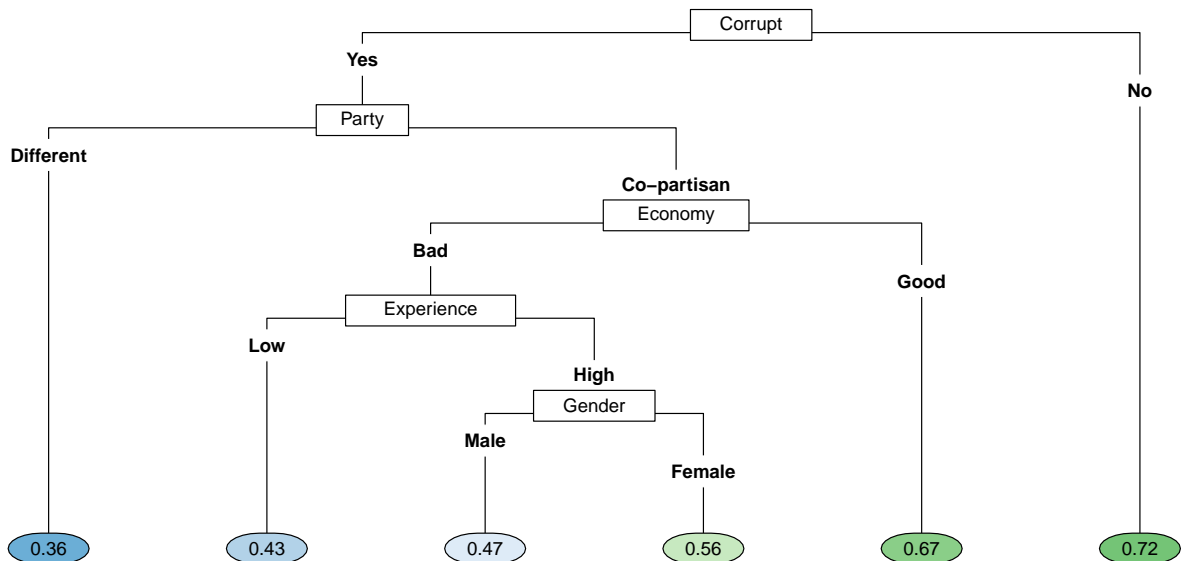 Corrupt
Yes
No
Party
Different
Co−partisan
Economy
Bad
Good
Experience
Low
High
Gender
Male
Female
0.36
0.43
0.47
0.56
0.67
0.72